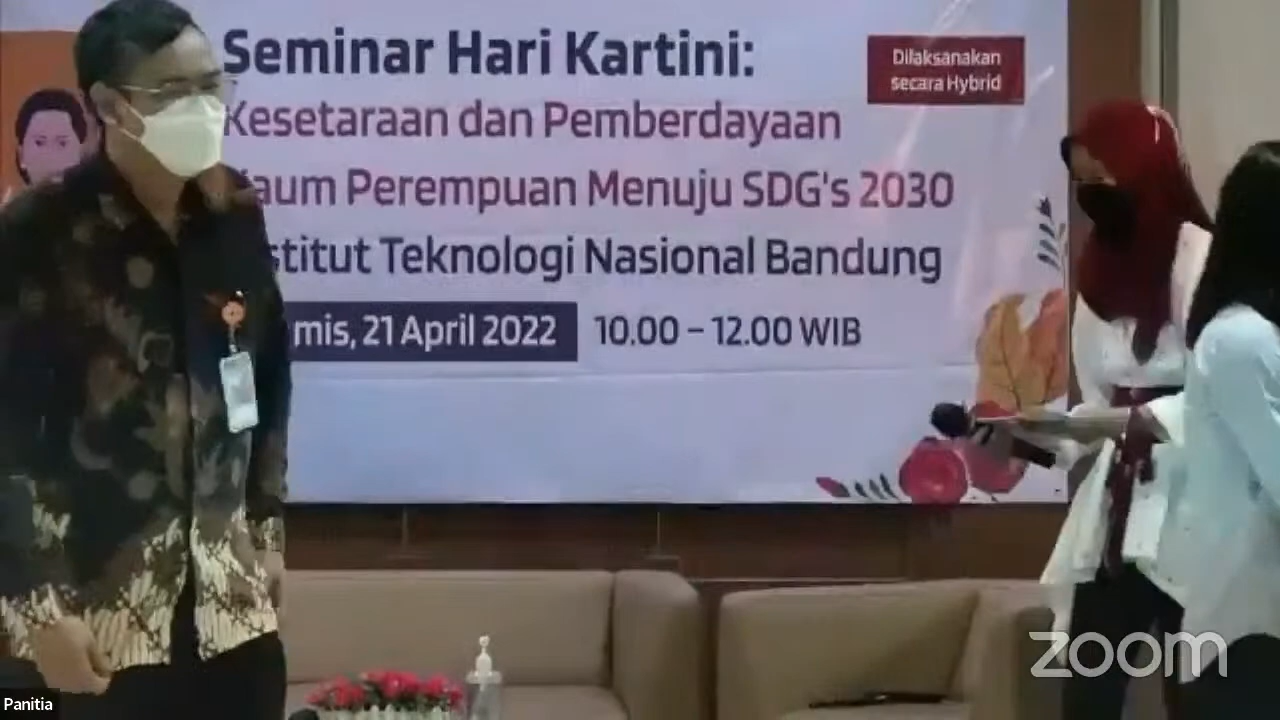 Seminar Hari Kartini:
Dilaksanakan
secara Hybrid
Kesetaraan dan Pemberdayaan
aum Perempuan Menuju SDG's 2030
stitut Teknologi Nasional Bandung
mis, 21 April 2022 10.00 – 12.00 WIB
zoom
Panitia